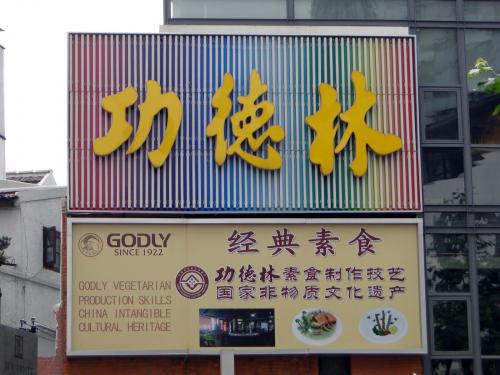 功德林
GODLY
SINCE 1922
经典素食
GODLY VEGETARIAN
PRODUCTION SKILLS
CHINA INTANGIBLE
CULTURAL HERITAGE
功德林素食制作技艺
国家非物质文化遗产